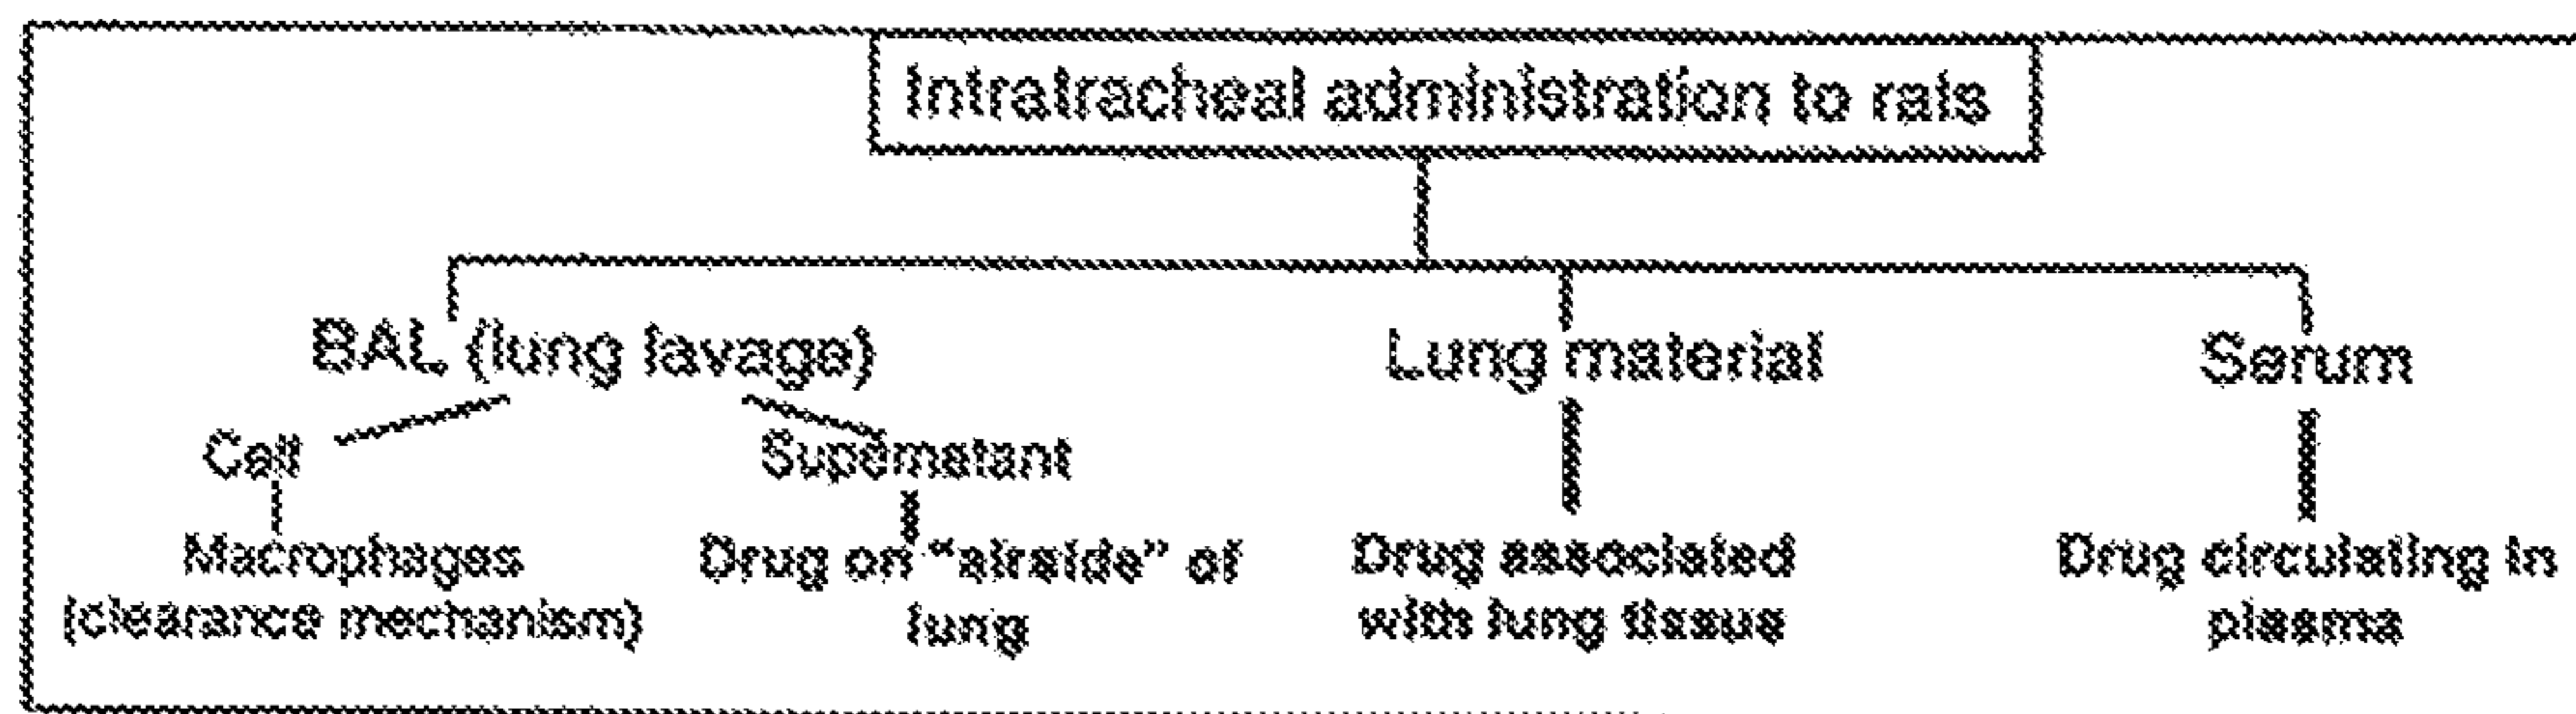 Intratracheal administration to rats
BAL (lung lavage)
Lung material
Serum
Cell
Supernatant
Macrophages
(clearance mechanism)
Drug on "airside" of
lung
Drug associated
with lung tissue
Drug circulating in
plasma